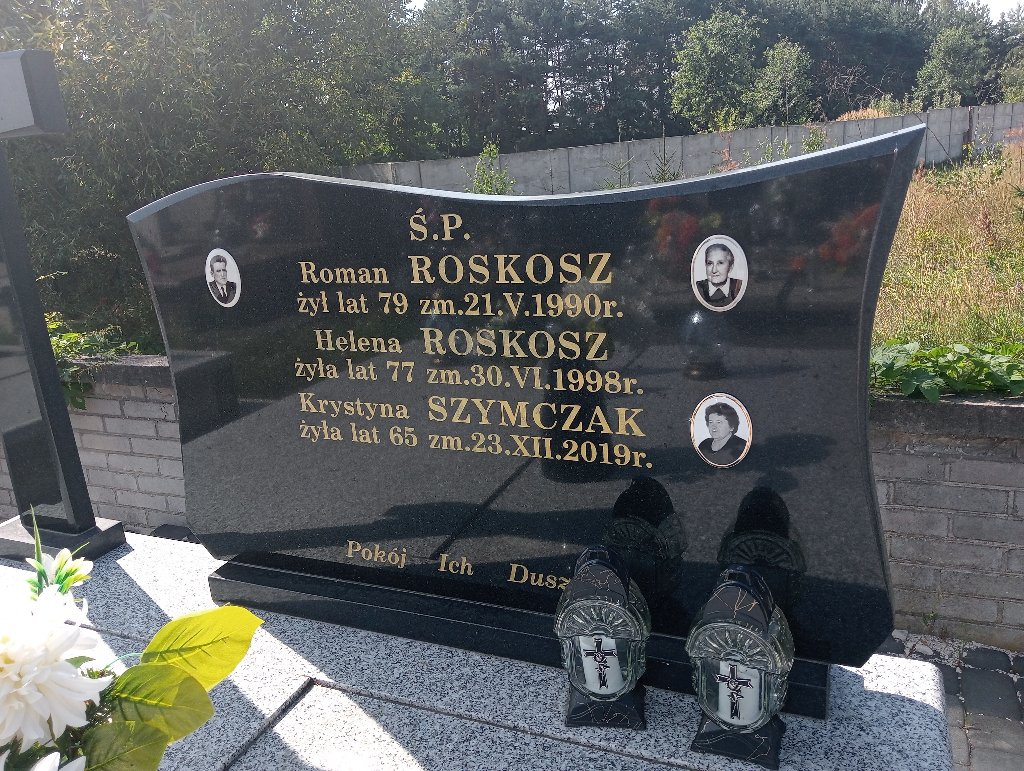 Ś.P.
Roman ROSKOSZ
żył lat 79 zm.21.V.1990r.
Helena ROSKOSZ
żyła lat 77 zm.30.VI.1998r.
Krystyna SZYMCZAK
żyła lat 65 zm.23.XII.2019r.
Pokój Ich Dusz